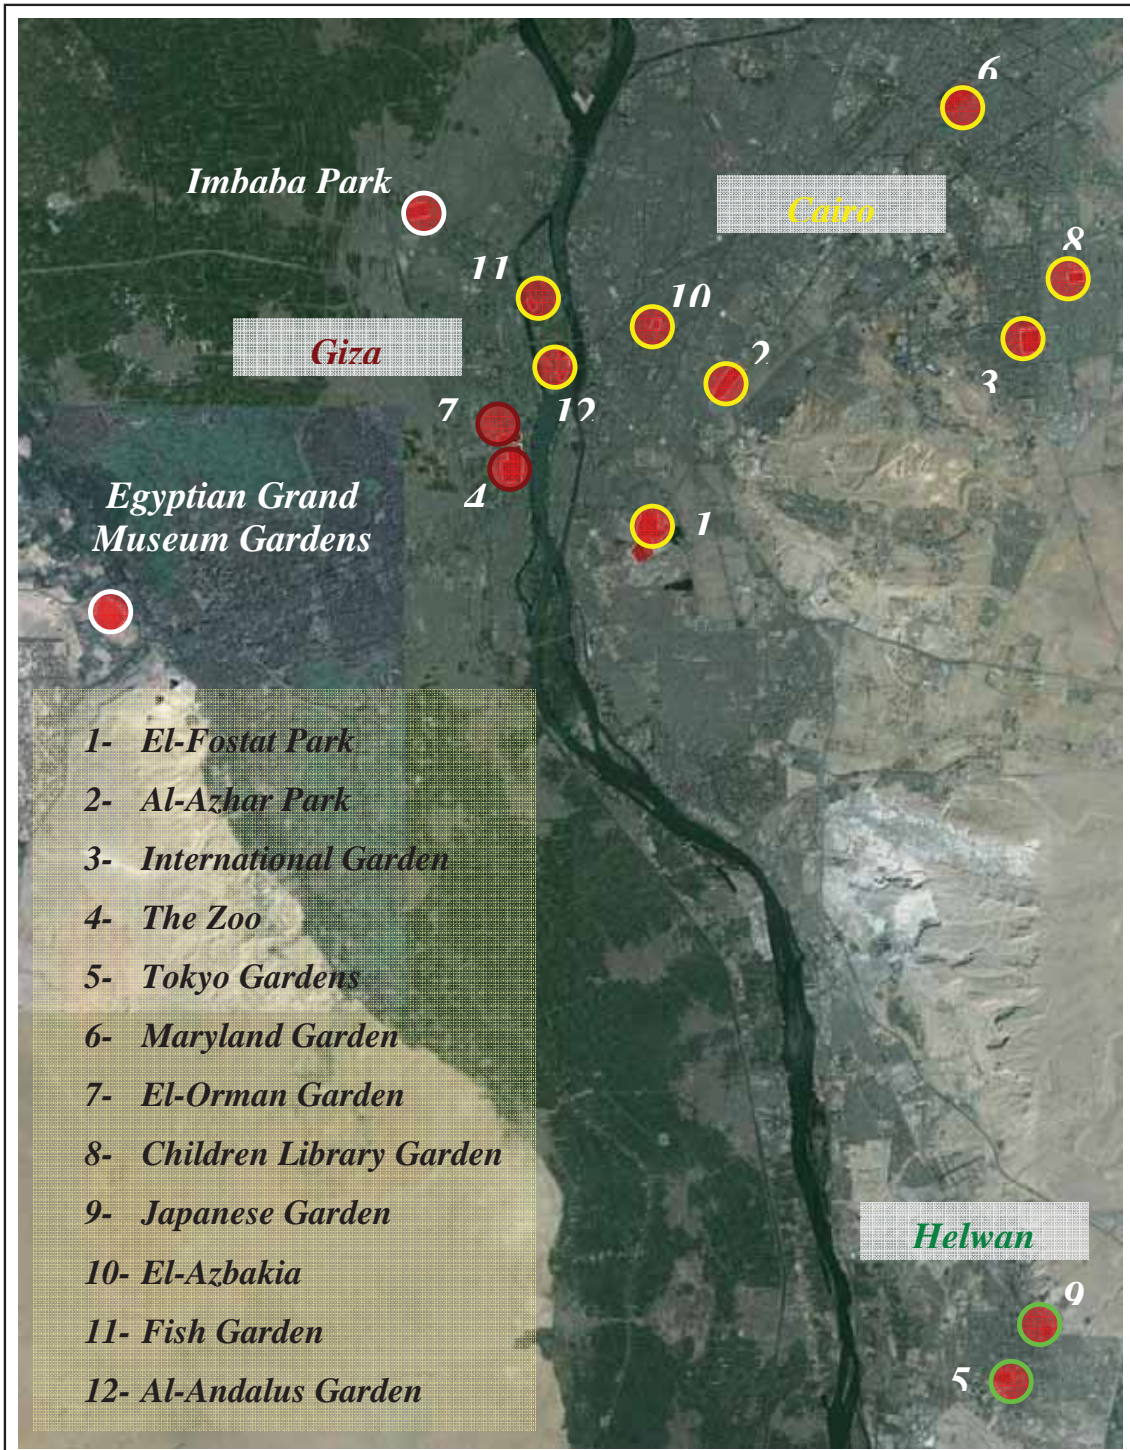 6
Imbaba Park
Cairo
8
11
10
Giza
2
3
7
12
4
Egyptian Grand
Museum Gardens
1
1- El-Fostat Park
2- Al-Azhar Park
3- International Garden
4- The Zoo
5- Tokyo Gardens
6- Maryland Garden
7- El-Orman Garden
8- Children Library Garden
9- Japanese Garden
10- El-Azbakia
11- Fish Garden
12- Al-Andalus Garden
Helwan
9
5